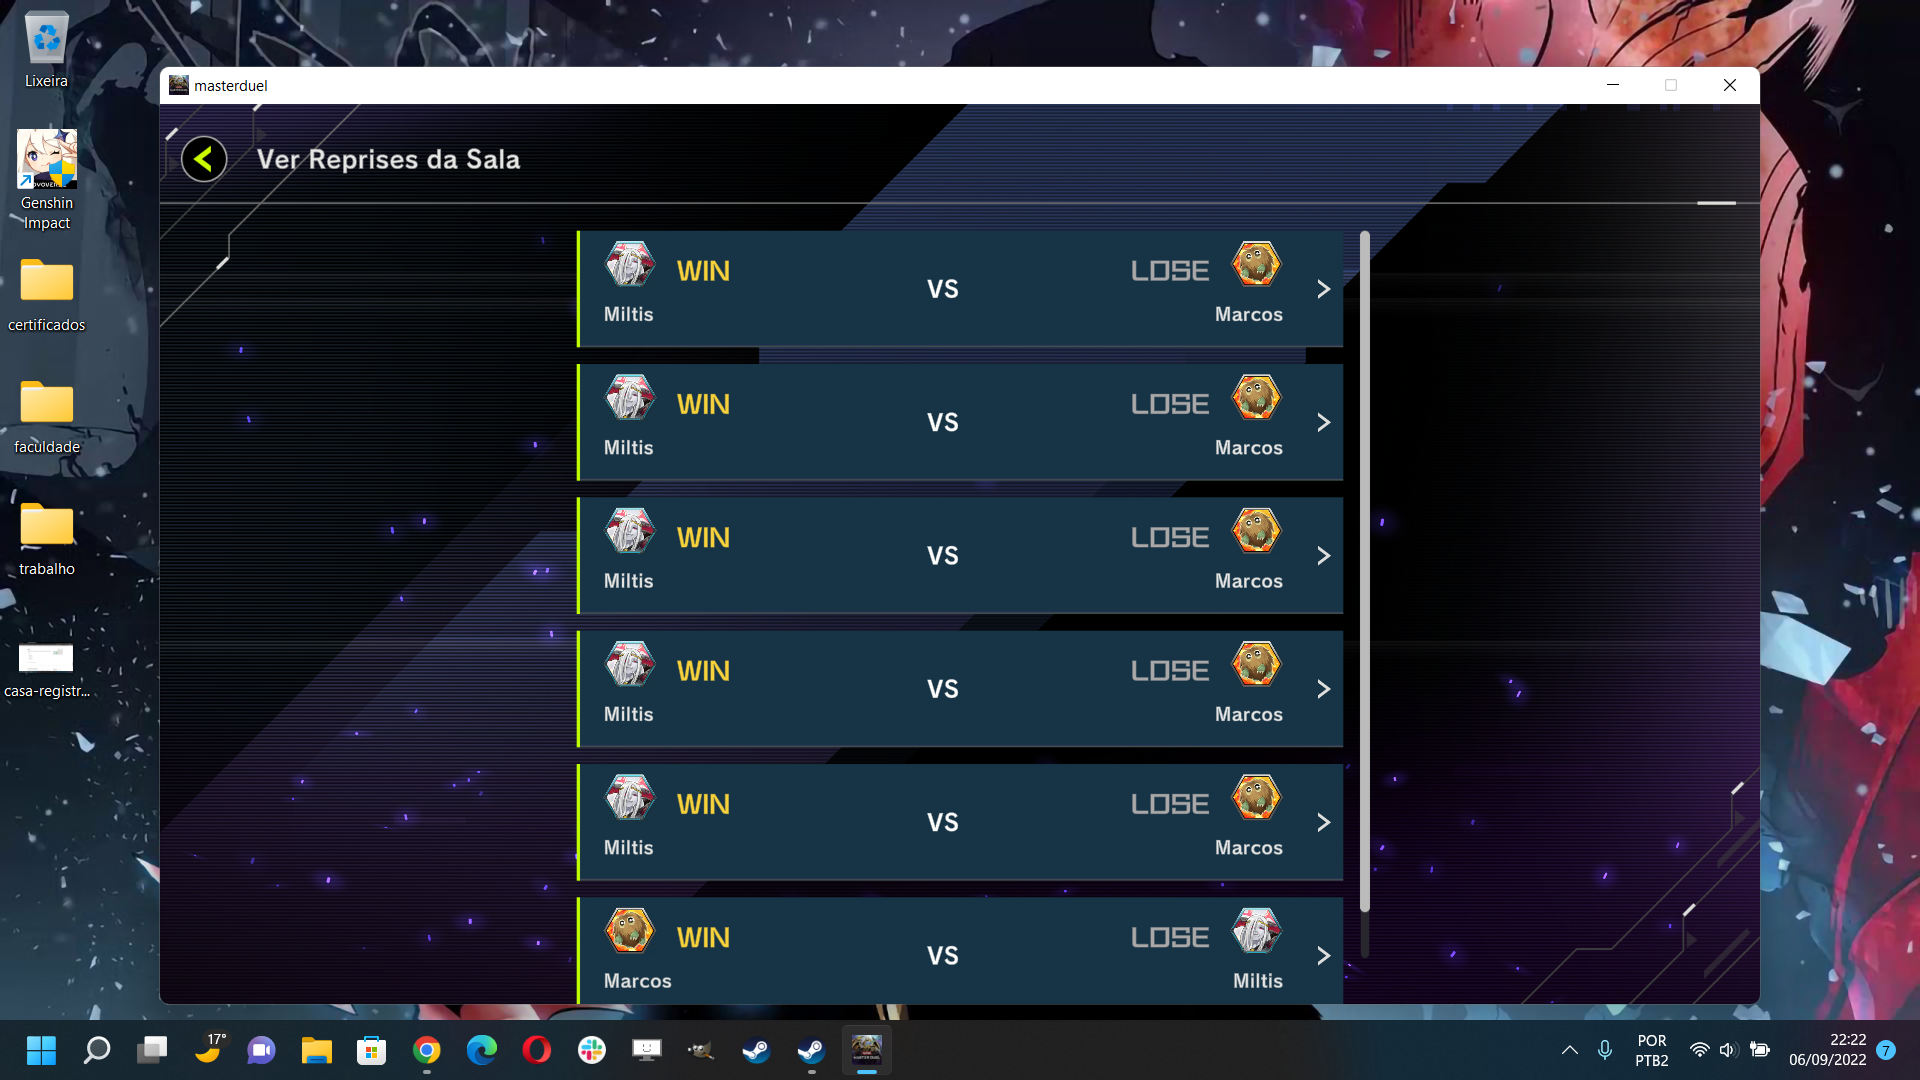 Lixeira
Genshin
Impact
certificados
faculdade
trabalho
casa-registr...
masterduel
Ver Reprises da Sala
WIN VS LOSE
Miltis Marcos
WIN VS LOSE
Miltis Marcos
WIN VS LOSE
Miltis Marcos
WIN VS LOSE
Miltis Marcos
WIN VS LOSE
Miltis Marcos
WIN VS LOSE
Marcos Miltis
17°
POR
PTB2
22:22
06/09/2022
7